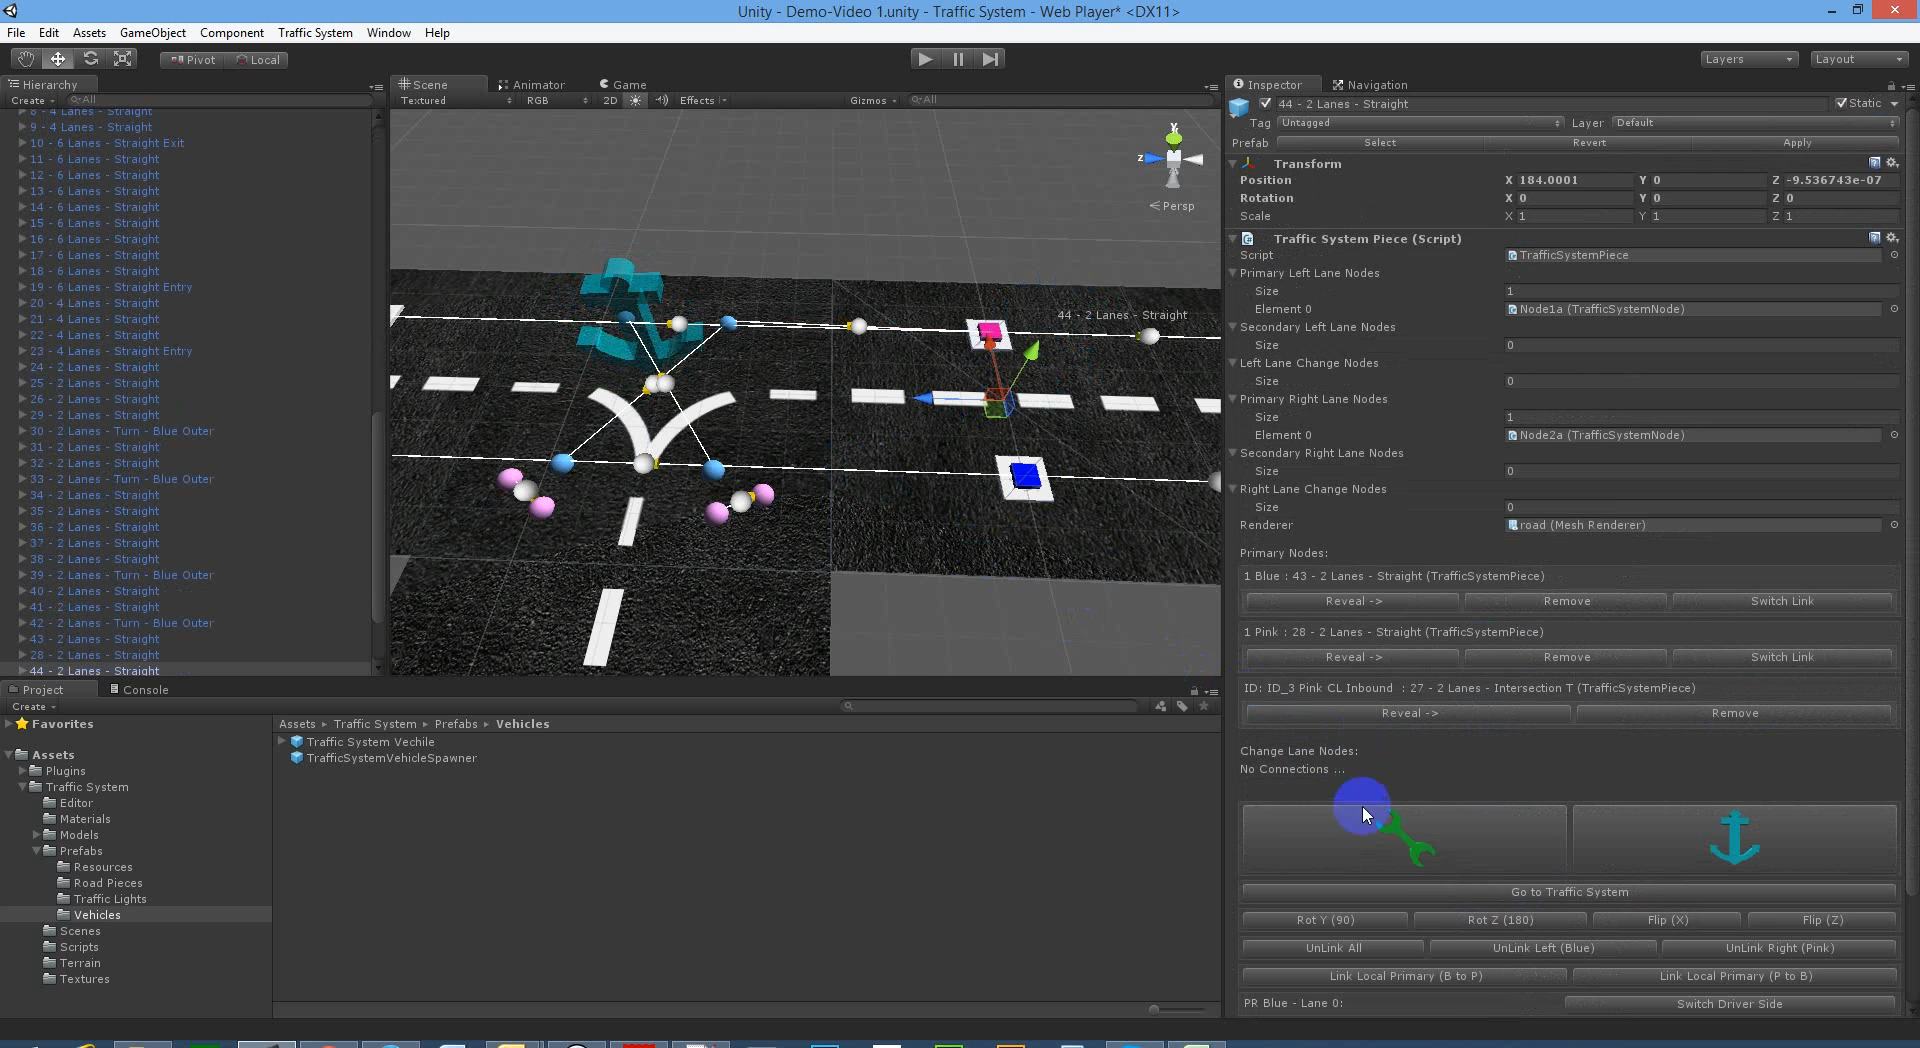 Unity - Demo-Video 1.unity - Traffic System - Web Player* <DX11>
File Edit Assets GameObject Component Traffic System Window Help
Pivot Local
Layers Layout
Hierarchy
Create All
8 - 4 Lanes - Straight
9 - 4 Lanes - Straight
10 - 6 Lanes - Straight Exit
11 - 6 Lanes - Straight
12 - 6 Lanes - Straight
13 - 6 Lanes - Straight
14 - 6 Lanes - Straight
15 - 6 Lanes - Straight
16 - 6 Lanes - Straight
17 - 6 Lanes - Straight
18 - 6 Lanes - Straight
19 - 6 Lanes - Straight Entry
20 - 4 Lanes - Straight
21 - 4 Lanes - Straight
22 - 4 Lanes - Straight
23 - 4 Lanes - Straight Entry
24 - 2 Lanes - Straight
25 - 2 Lanes - Straight
26 - 2 Lanes - Straight
29 - 2 Lanes - Straight
30 - 2 Lanes - Turn - Blue Outer
31 - 2 Lanes - Straight
32 - 2 Lanes - Straight
33 - 2 Lanes - Turn - Blue Outer
34 - 2 Lanes - Straight
35 - 2 Lanes - Straight
36 - 2 Lanes - Straight
37 - 2 Lanes - Straight
38 - 2 Lanes - Straight
39 - 2 Lanes - Turn - Blue Outer
40 - 2 Lanes - Straight
41 - 2 Lanes - Straight
42 - 2 Lanes - Turn - Blue Outer
43 - 2 Lanes - Straight
28 - 2 Lanes - Straight
44 - 2 Lanes - Straight
Scene Animator Game
Textured RGB 2D Effects Gizmos All
y
z
Persp
44 - 2 Lanes - Straight
Project Console
Create
Favorites
Assets
Plugins
Traffic System
Editor
Materials
Models
Prefabs
Resources
Road Pieces
Traffic Lights
Vehicles
Scenes
Scripts
Terrain
Textures
Assets Traffic System Prefabs Vehicles
Traffic System Vechile
TrafficSystemVehicleSpawner
Inspector Navigation
44 - 2 Lanes - Straight Static
Tag Untagged Layer Default
Prefab Select Revert Apply
Transform
Position X 184.0001 Y 0 Z -9.536743e-07
Rotation X 0 Y 0 Z 0
Scale X 1 Y 1 Z 1
Traffic System Piece (Script)
Script TrafficSystemPiece
Primary Left Lane Nodes
Size 1
Element 0 Node1a (TrafficSystemNode)
Secondary Left Lane Nodes
Size 0
Left Lane Change Nodes
Size 0
Primary Right Lane Nodes
Size 1
Element 0 Node2a (TrafficSystemNode)
Secondary Right Lane Nodes
Size 0
Right Lane Change Nodes
Size 0
Renderer road (Mesh Renderer)
Primary Nodes:
1 Blue : 43 - 2 Lanes - Straight (TrafficSystemPiece)
Reveal -> Remove Switch Link
1 Pink : 28 - 2 Lanes - Straight (TrafficSystemPiece)
Reveal -> Remove Switch Link
ID: ID_3 Pink CL Inbound : 27 - 2 Lanes - Intersection T (TrafficSystemPiece)
Reveal -> Remove
Change Lane Nodes:
No Connections ...
Go to Traffic System
Rot Y (90) Rot Z (180) Flip (X) Flip (Z)
UnLink All UnLink Left (Blue) UnLink Right (Pink)
Link Local Primary (B to P) Link Local Primary (P to B)
PR Blue - Lane 0: Switch Driver Side